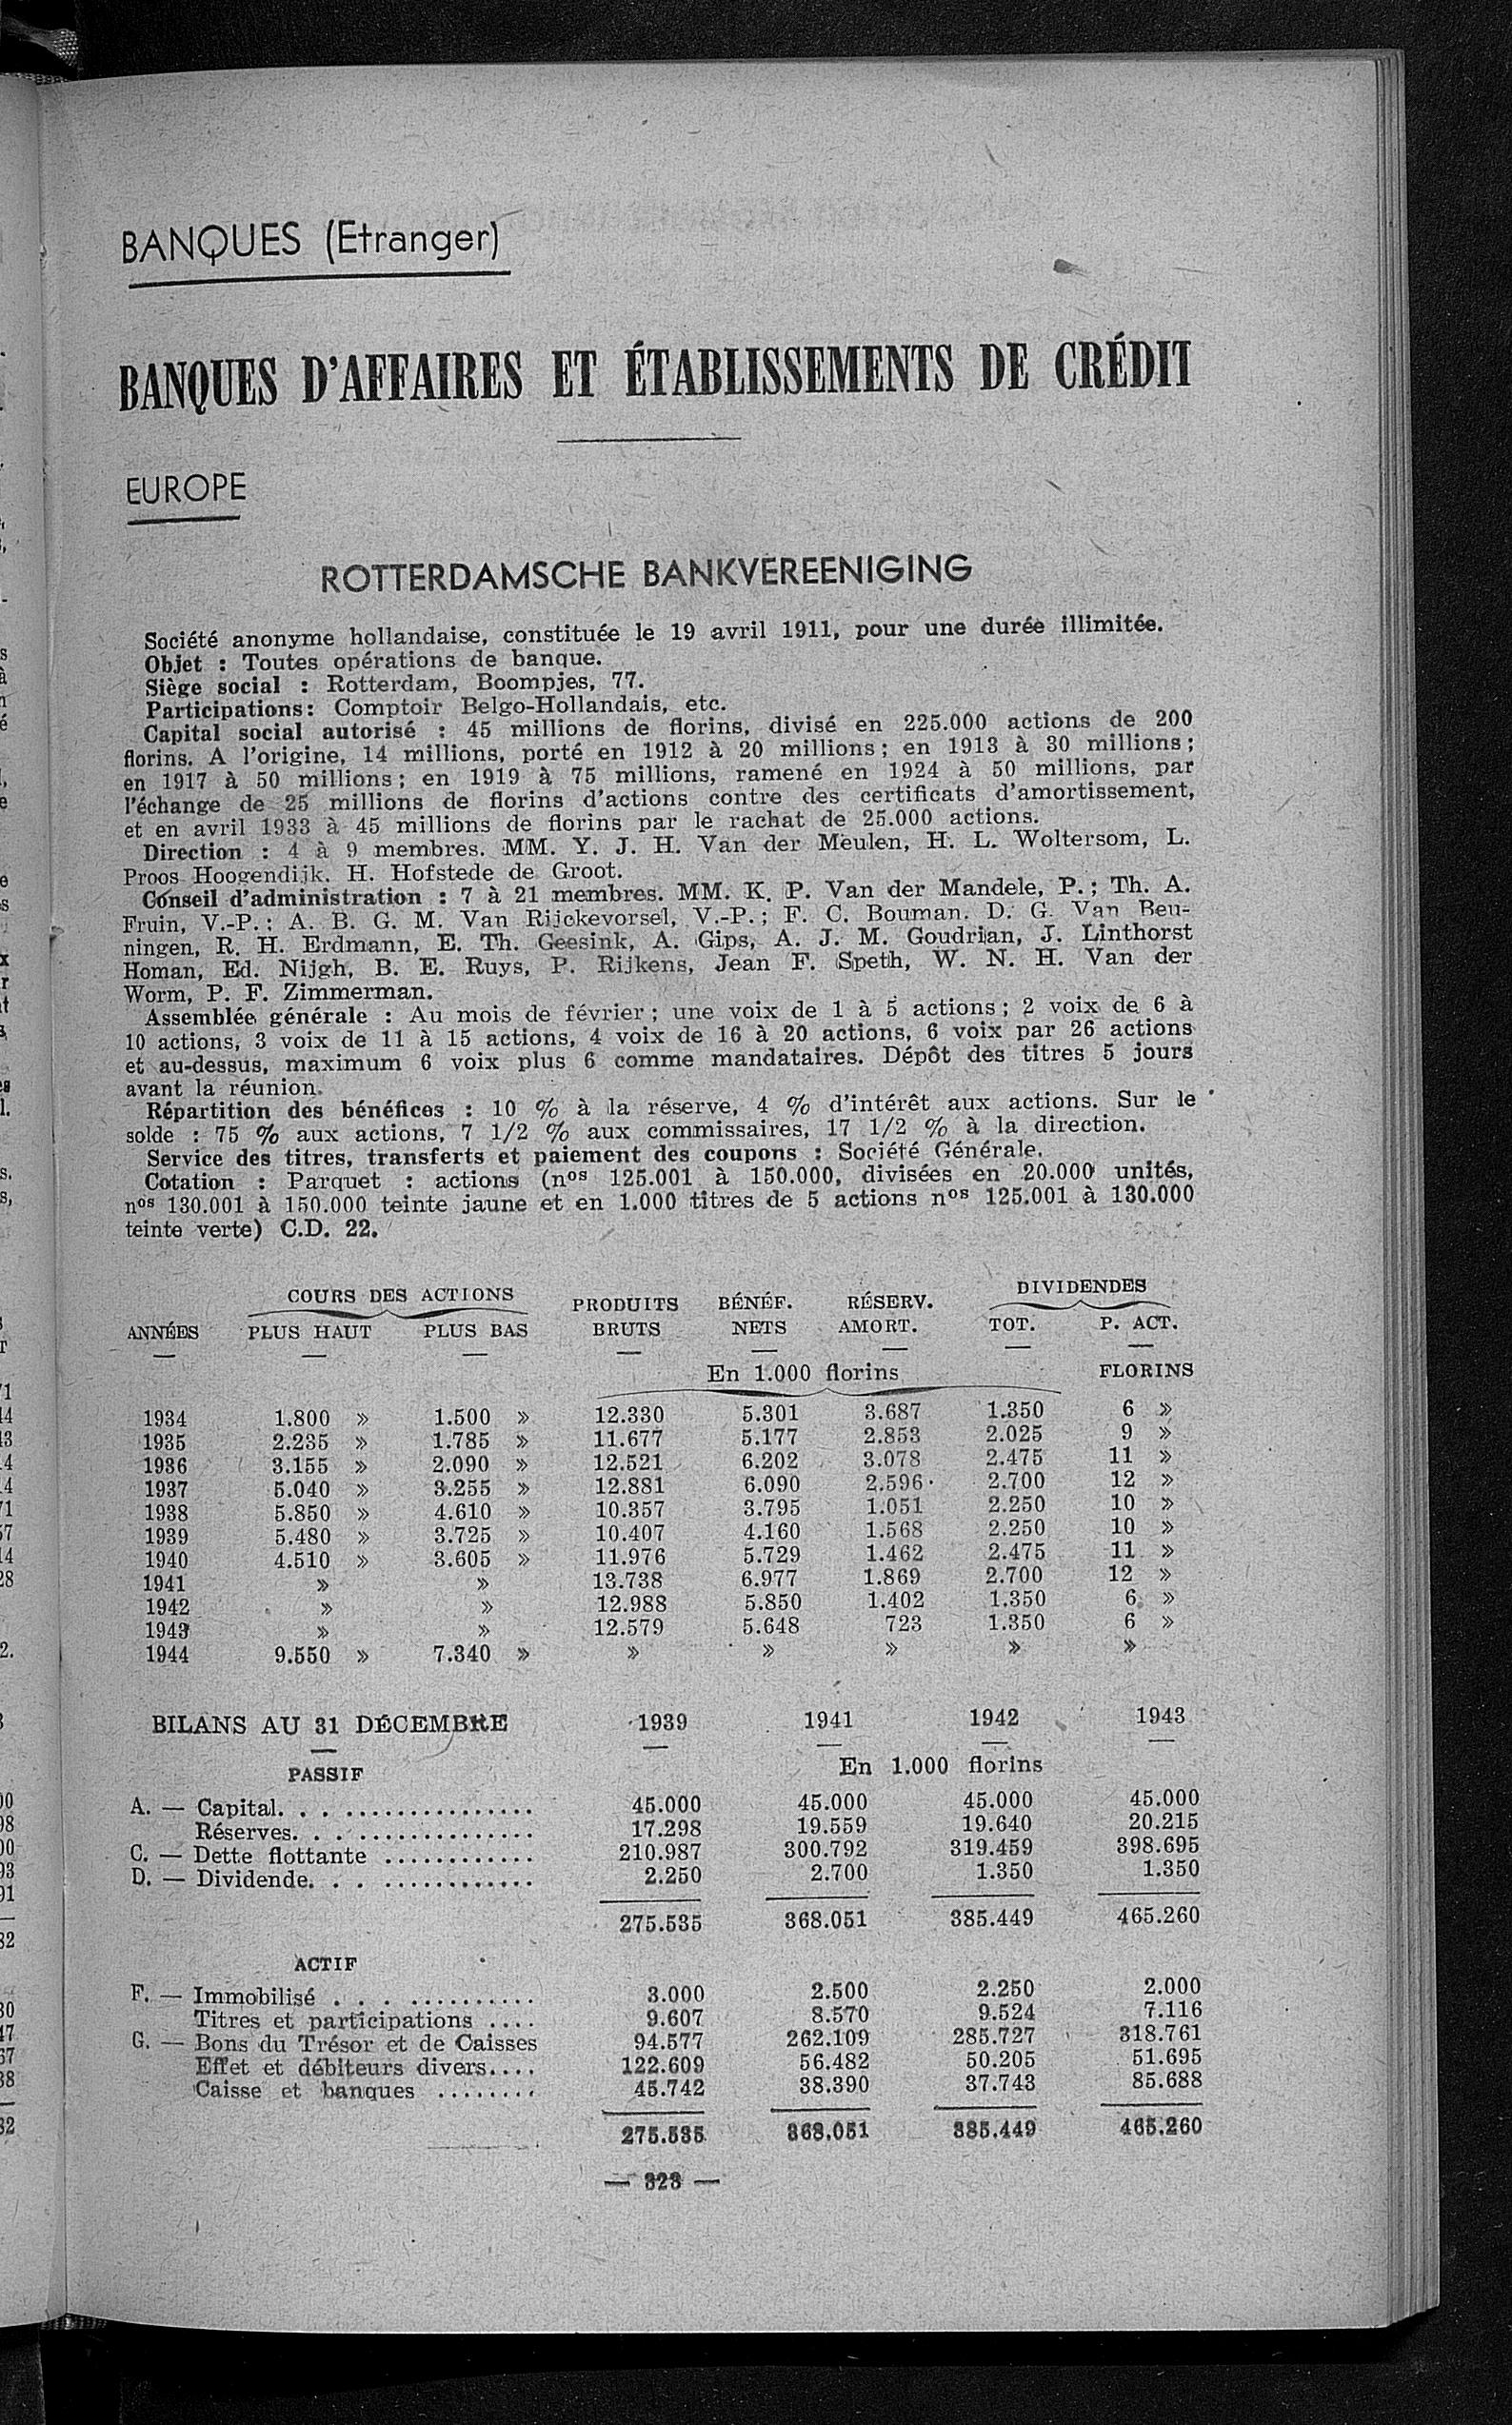 BANQUES (Etranger)
BANQUES D'AFFAIRES ET ÉTABLISSEMENTS DE CRÉDIT
EUROPE
ROTTERDAMSCHE BANKVEREENIGING
Société anonyme hollandaise, constituée le 19 avril 1911, pour une durée illimitée.
Objet : Toutes opérations de banque.
Siège social : Rotterdam, Boompjes, 77.
Participations: Comptoir Belgo-Hollandais, etc.
Capital social autorisé : 45 millions de florins, divisé en 225.000 actions de 200
florins. A l'origine, 14 millions, porté en 1912 à 20 millions; en 1913 à 30 millions;
en 1917 à 50 millions; en 1919 à 75 millions, ramené en 1924 à 50 millions, par
l'échange de 25 millions de florins d'actions contre des certificats d'amortissement,
et en avril 1933 à 45 millions de florins par le rachat de 25.000 actions.
Direction : 4 à 9 membres. MM. Y. J. H. Van der Meulen, H. L. Woltersom, L.
Proos Hoogendijk. H. Hofstede de Groot.
Conseil d'administration : 7 à 21 membres. MM. K. P. Van der Mandele, P.; Th. A.
Fruin, V.-P.; A. B. G. M. Van Rijckevorsel, V.-P.; F. C. Bouman. D. G. Van Beu-
ningen, R. H. Erdmann, E. Th. Geesink, A. Gips, A. J. M. Goudrian, J. Linthorst
Homan, Ed. Nijgh, B. E. Ruys, P. Rijkens, Jean F. Speth, W. N. H. Van der
Worm, P. F. Zimmerman.
Assemblée générale : Au mois de février; une voix de 1 à 5 actions; 2 voix de 6 à
10 actions, 3 voix de 11 à 15 actions, 4 voix de 16 à 20 actions, 6 voix par 26 actions
et au-dessus, maximum 6 voix plus 6 comme mandataires. Dépôt des titres 5 jours
avant la réunion.
Répartition des bénéfices : 10 % à la réserve, 4 % d'intérêt aux actions. Sur le
solde : 75 % aux actions, 7 1/2 % aux commissaires, 17 1/2 % à la direction.
Service des titres, transferts et paiement des coupons : Société Générale.
Cotation : Parquet : actions (nos 125.001 à 150.000, divisées en 20.000 unités,
nos 130.001 à 150.000 teinte jaune et en 1.000 titres de 5 actions nos 125.001 à 130.000
teinte verte) C.D. 22.
COURS DES ACTIONS PRODUITS BÉNÉF. RÉSERV. DIVIDENDES
ANNÉES PLUS HAUT PLUS BAS BRUTS NETS AMORT. TOT. P. ACT.
En 1.000 florins FLORINS
1934 1.800 » 1.500 » 12.330 5.301 3.687 1.350 6 »
1935 2.235 » 1.785 » 11.677 5.177 2.853 2.025 9 »
1936 3.155 » 2.090 » 12.521 6.202 3.078 2.475 11 »
1937 5.040 » 3.255 » 12.881 6.090 2.596 2.700 12 »
1938 5.850 » 4.610 » 10.357 3.795 1.051 2.250 10 »
1939 5.480 » 3.725 » 10.407 4.160 1.568 2.250 10 »
1940 4.510 » 3.605 » 11.976 5.729 1.462 2.475 11 »
1941 » » 13.738 6.977 1.869 2.700 12 »
1942 » » 12.988 5.850 1.402 1.350 6 »
1943 » » 12.579 5.648 723 1.350 6 »
1944 9.550 » 7.340 » » » » » »
BILANS AU 31 DÉCEMBRE 1939 1941 1942 1943
PASSIF En 1.000 florins
A. — Capital. . . ................ 45.000 45.000 45.000 45.000
Réserves. . . ............... 17.298 19.559 19.640 20.215
C. — Dette flottante ............ 210.987 300.792 319.459 398.695
D. — Dividende. . . ............ 2.250 2.700 1.350 1.350
275.535 368.051 385.449 465.260
ACTIF
F. — Immobilisé . . . ........... 3.000 2.500 2.250 2.000
Titres et participations .... 9.607 8.570 9.524 7.116
G. — Bons du Trésor et de Caisses 94.577 262.109 285.727 318.761
Effet et débiteurs divers.... 122.609 56.482 50.205 51.695
Caisse et banques ........ 45.742 38.390 37.743 85.688
275.535 368.051 385.449 465.260
— 323 —